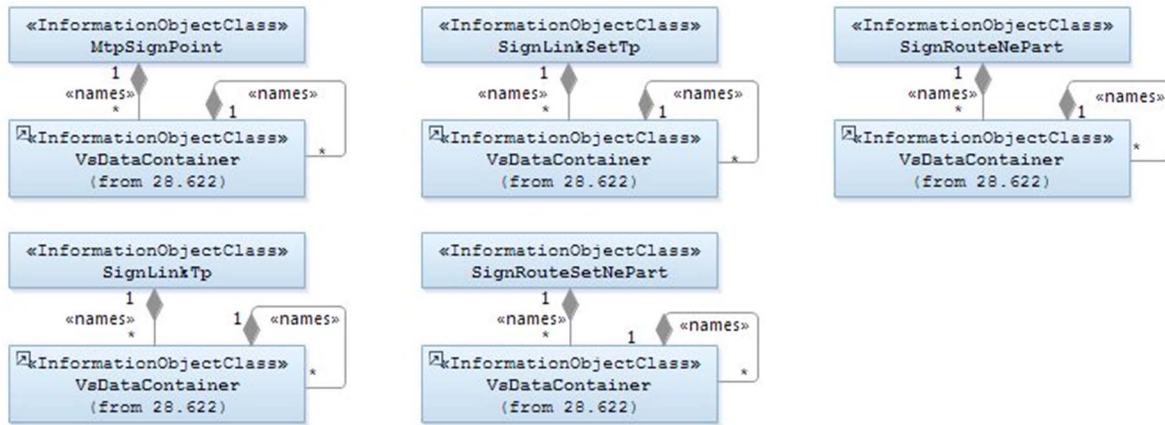 «InformationObjectClass»
MtpSignPoint
1
«names»
*
«names»
1
*
«InformationObjectClass»
VsDataContainer
(from 28.622)
«InformationObjectClass»
SignLinkSetTp
1
«names»
*
«names»
1
*
«InformationObjectClass»
VsDataContainer
(from 28.622)
«InformationObjectClass»
SignRouteNePart
1
«names»
*
«names»
1
*
«InformationObjectClass»
VsDataContainer
(from 28.622)
«InformationObjectClass»
SignLinkTp
1
«names»
*
1
«names»
*
«InformationObjectClass»
VsDataContainer
(from 28.622)
«InformationObjectClass»
SignRouteSetNePart
1
«names»
*
1
«names»
*
«InformationObjectClass»
VsDataContainer
(from 28.622)